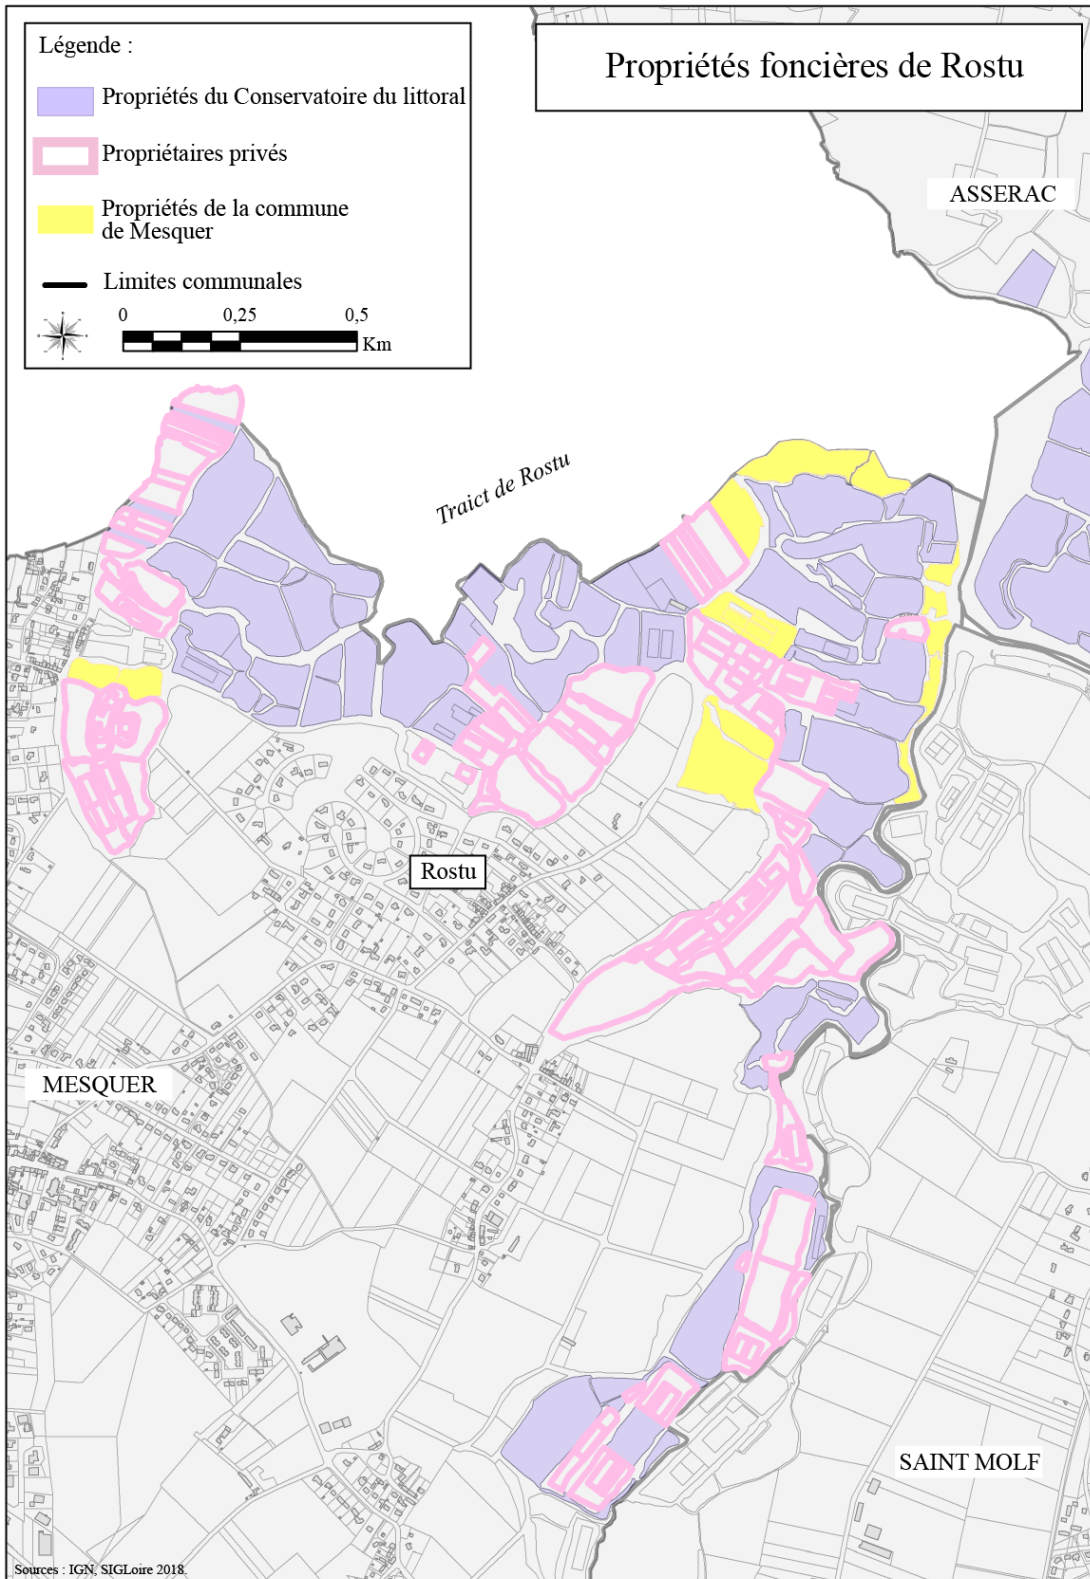 Propriétés foncières de Rostu
Légende :
Propriétés du Conservatoire du littoral
Propriétaires privés
Propriétés de la commune
de Mesquer
Limites communales
0 0,25 0,5
Km
ASSERAC
Traict de Rostu
Rostu
MESQUER
SAINT MOLF
Sources : IGN, SIGLoire 2018.